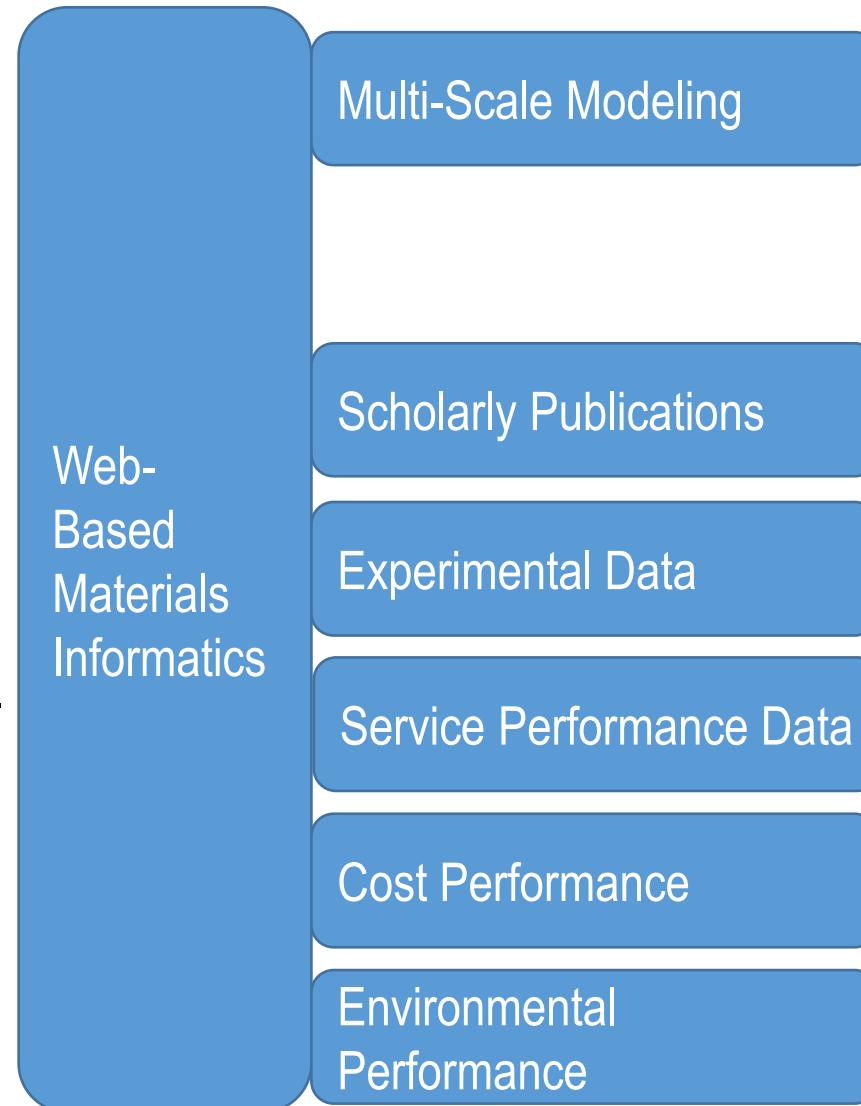 Multi-Scale Modeling
Scholarly Publications
Web-
Based
Materials
Informatics
Experimental Data
Service Performance Data
Cost Performance
Environmental
Performance